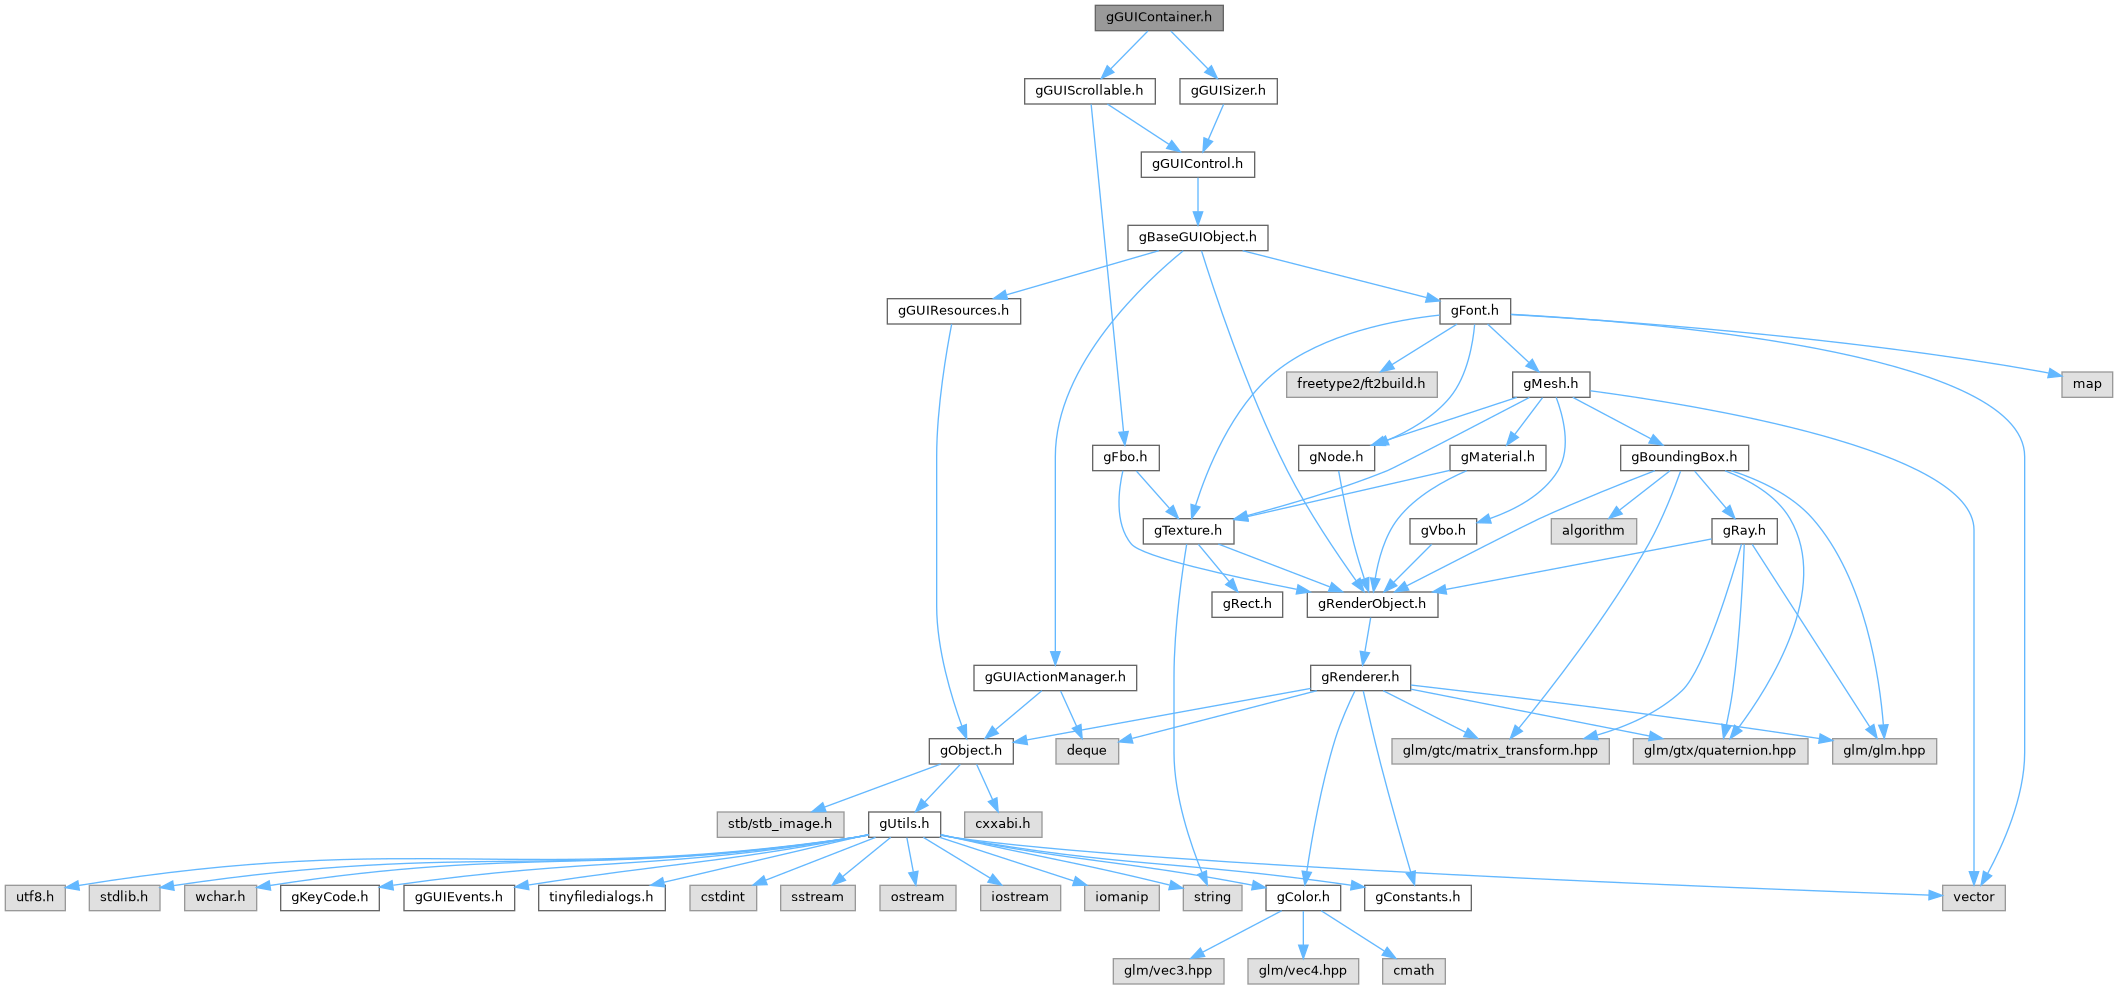 gGUIContainer.h
gGUIScrollable.h
gGUISizer.h
gGUIControl.h
gBaseGUIObject.h
gGUIResources.h
gFont.h
freetype2/ft2build.h
gMesh.h
map
gFbo.h
gNode.h
gMaterial.h
gBoundingBox.h
gTexture.h
gVbo.h
algorithm
gRay.h
gRect.h
gRenderObject.h
gGUIActionManager.h
gRenderer.h
gObject.h
deque
glm/gtc/matrix_transform.hpp
glm/gtx/quaternion.hpp
glm/glm.hpp
stb/stb_image.h
gUtils.h
cxxabi.h
utf8.h
stdlib.h
wchar.h
gKeyCode.h
gGUIEvents.h
tinyfiledialogs.h
cstdint
sstream
ostream
iostream
iomanip
string
gColor.h
gConstants.h
vector
glm/vec3.hpp
glm/vec4.hpp
cmath